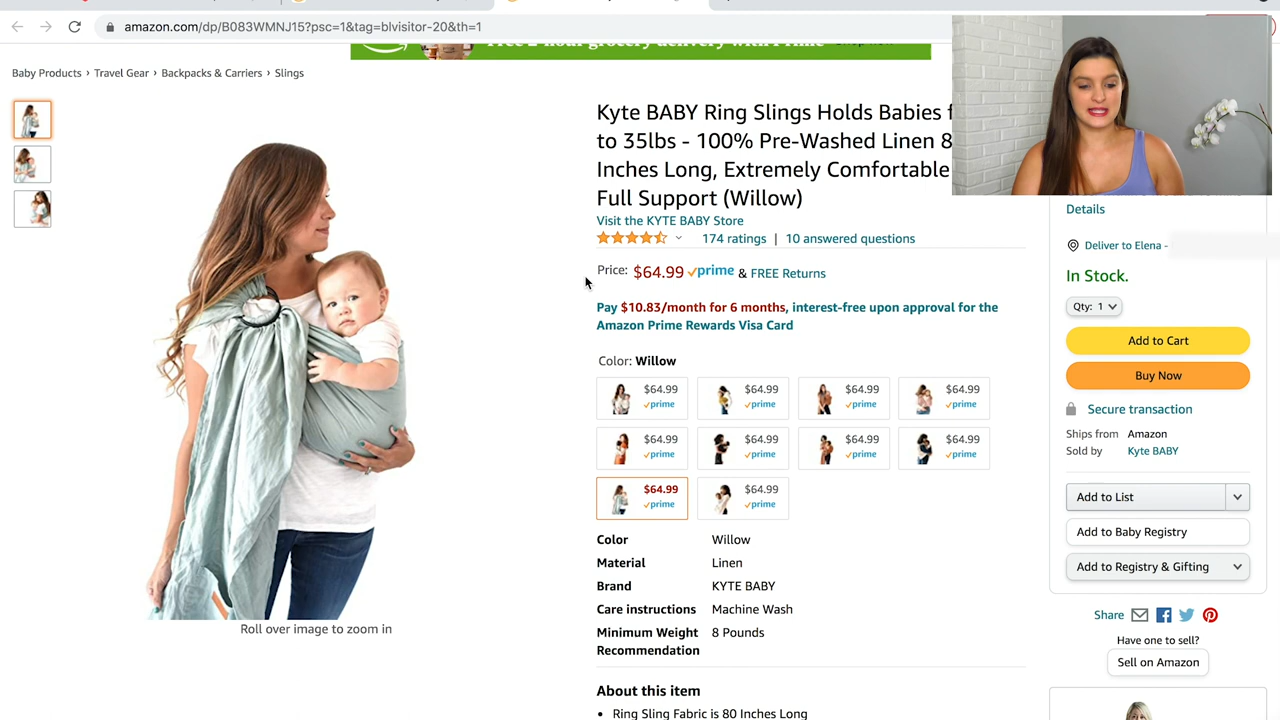 amazon.com/dp/B083WMNJ15?psc=1&tag=blvisitor-20&th=1
Free 2-hour grocery delivery with Prime
Baby Products › Travel Gear › Backpacks & Carriers › Slings
Kyte BABY Ring Slings Holds Babies
to 35lbs - 100% Pre-Washed Linen 8
Inches Long, Extremely Comfortable
Full Support (Willow)
Visit the KYTE BABY Store
174 ratings | 10 answered questions
Price: $64.99 prime & FREE Returns
Pay $10.83/month for 6 months, interest-free upon approval for the
Amazon Prime Rewards Visa Card
Color: Willow
$64.99 $64.99 $64.99 $64.99
prime prime prime prime
$64.99 $64.99 $64.99 $64.99
prime prime prime prime
$64.99 $64.99
prime prime
Color Willow
Material Linen
Brand KYTE BABY
Care instructions Machine Wash
Minimum Weight 8 Pounds
Recommendation
About this item
• Ring Sling Fabric is 80 Inches Long
Roll over image to zoom in
Details
Deliver to Elena -
In Stock.
Qty: 1
Add to Cart
Buy Now
Secure transaction
Ships from Amazon
Sold by Kyte BABY
Add to List
Add to Baby Registry
Add to Registry & Gifting
Share
Have one to sell?
Sell on Amazon